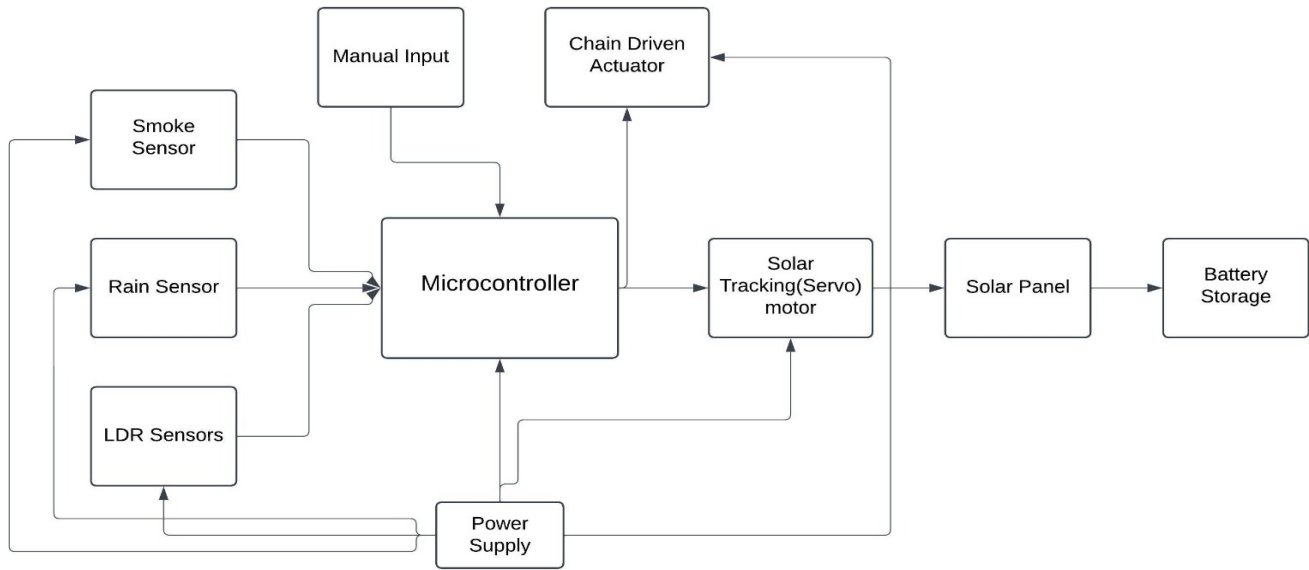 Manual Input
Chain Driven
Actuator
Smoke
Sensor
Rain Sensor
Microcontroller
Solar
Tracking(Servo)
motor
Solar Panel
Battery
Storage
LDR Sensors
Power
Supply